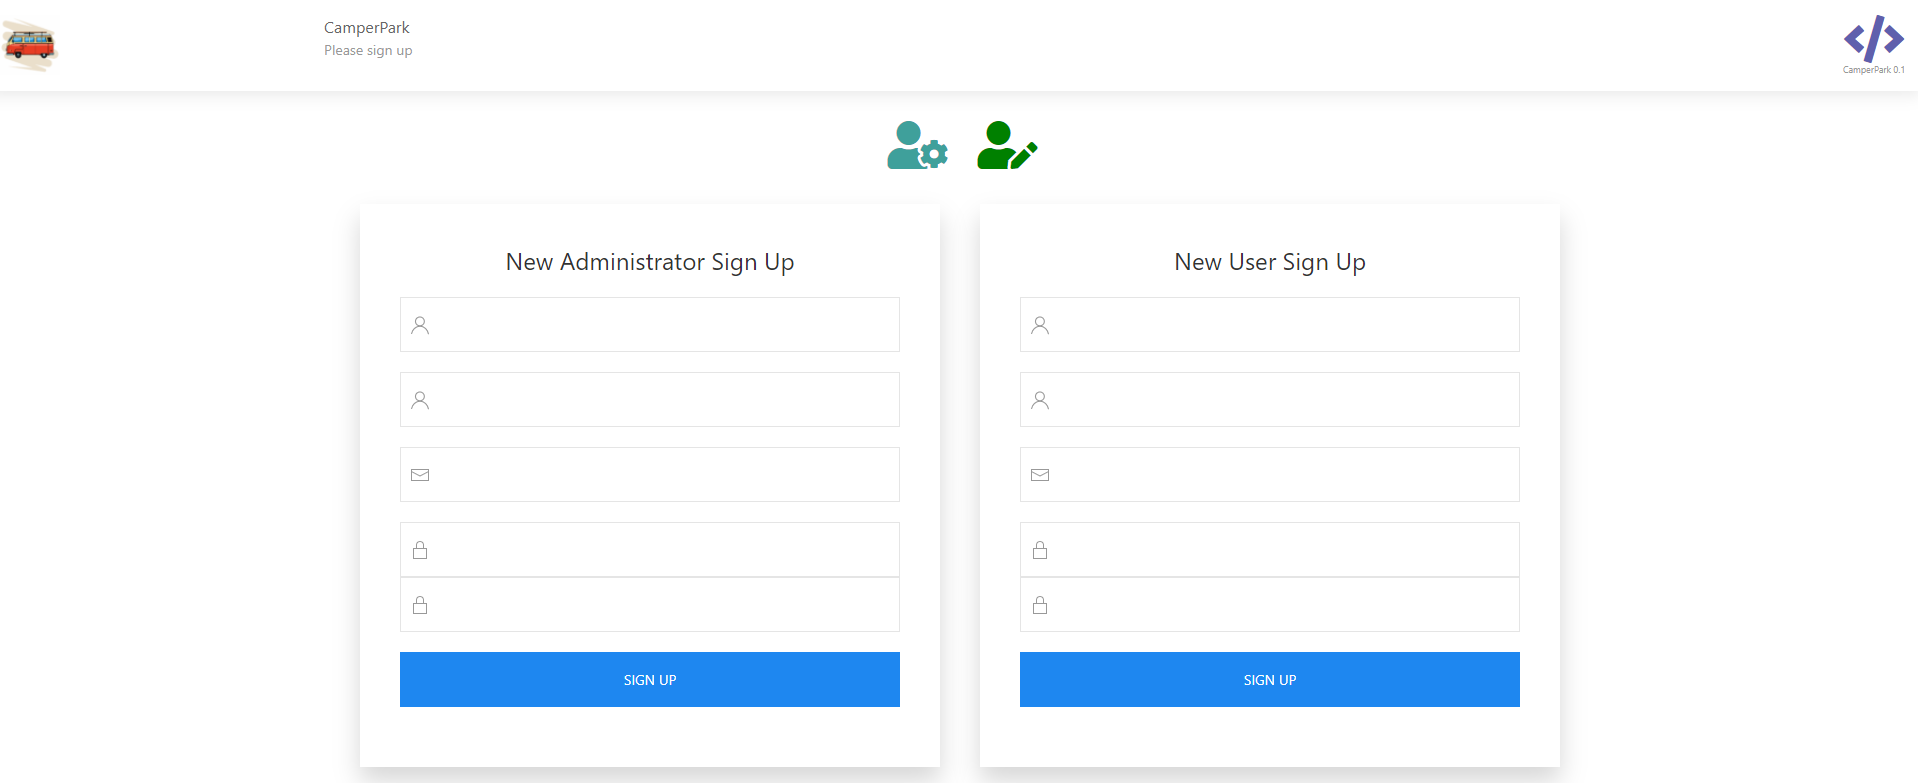 CamperPark
Please sign up
CamperPark 0.1
New Administrator Sign Up
SIGN UP
New User Sign Up
SIGN UP